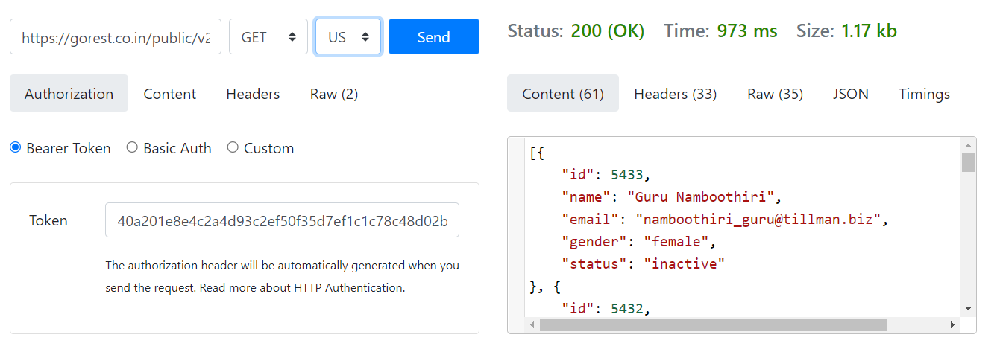 https://gorest.co.in/public/v2 GET US Send
Authorization Content Headers Raw (2)
Bearer Token Basic Auth Custom
Token 40a201e8e4c2a4d93c2ef50f35d7ef1c1c78c48d02b
The authorization header will be automatically generated when you
send the request. Read more about HTTP Authentication.
Status: 200 (OK) Time: 973 ms Size: 1.17 kb
Content (61) Headers (33) Raw (35) JSON Timings
[{
"id": 5433,
"name": "Guru Namboothiri",
"email": "namboothiri_guru@tillman.biz",
"gender": "female",
"status": "inactive"
}, {
"id": 5432,